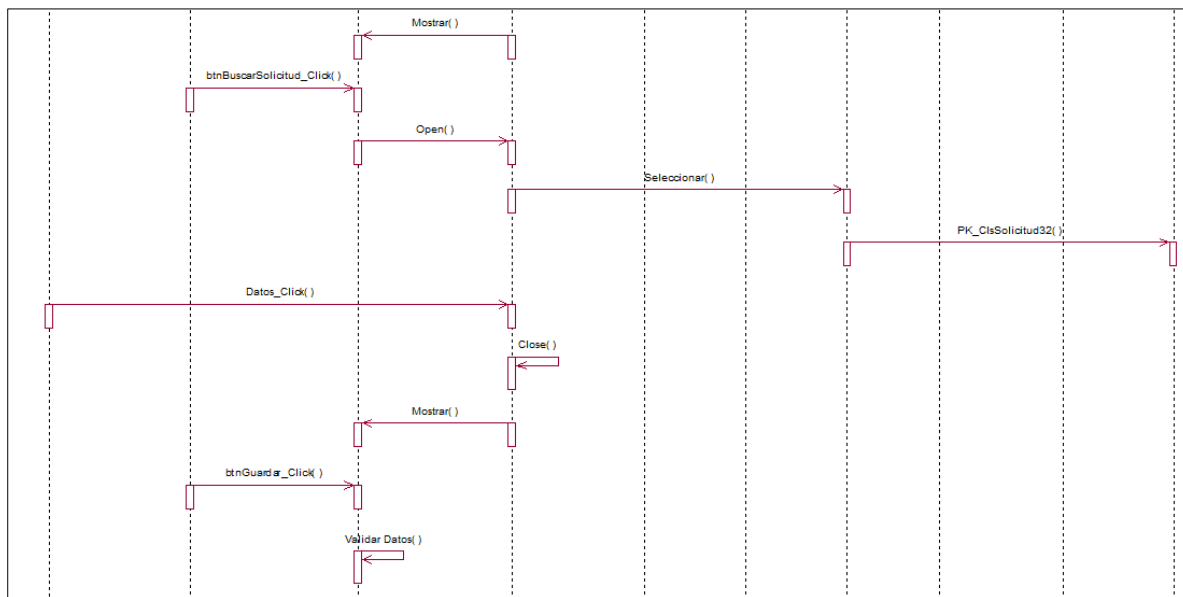 Mostrar( )
btnBuscarSolicitud_Click( )
Open( )
Seleccionar( )
PK_ClsSolicitud32( )
Datos_Click( )
Close( )
Mostrar( )
btnGuardar_Click( )
Validar Datos( )